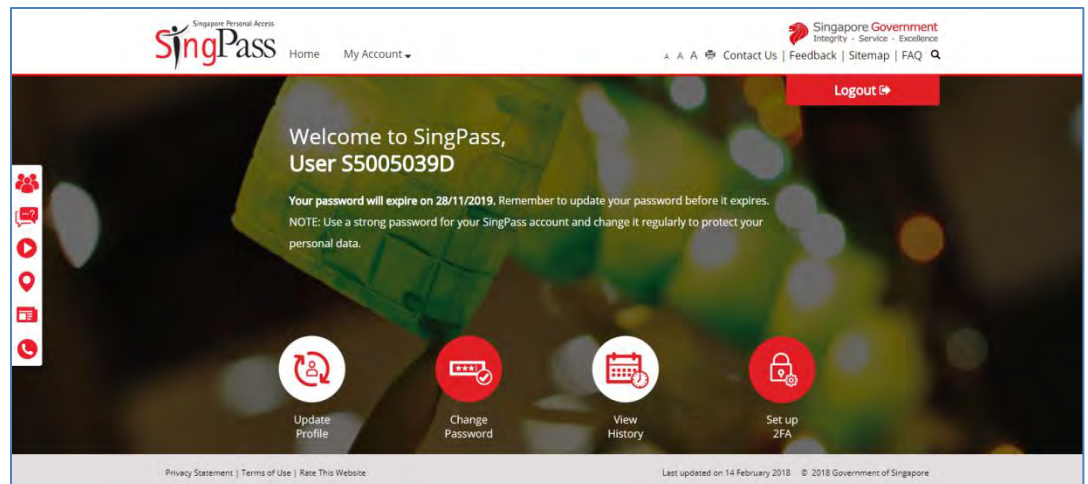 Singapore Personal Access
SingPass
Home My Account
Singapore Government
Integrity · Service · Excellence
A A A Contact Us | Feedback | Sitemap | FAQ
Logout
Welcome to SingPass,
User S5005039D
Your password will expire on 28/11/2019. Remember to update your password before it expires.
NOTE: Use a strong password for your SingPass account and change it regularly to protect your
personal data.
Update
Profile
Change
Password
View
History
Set up
2FA
Privacy Statement | Terms of Use | Rate This Website
Last updated on 14 February 2018 © 2018 Government of Singapore